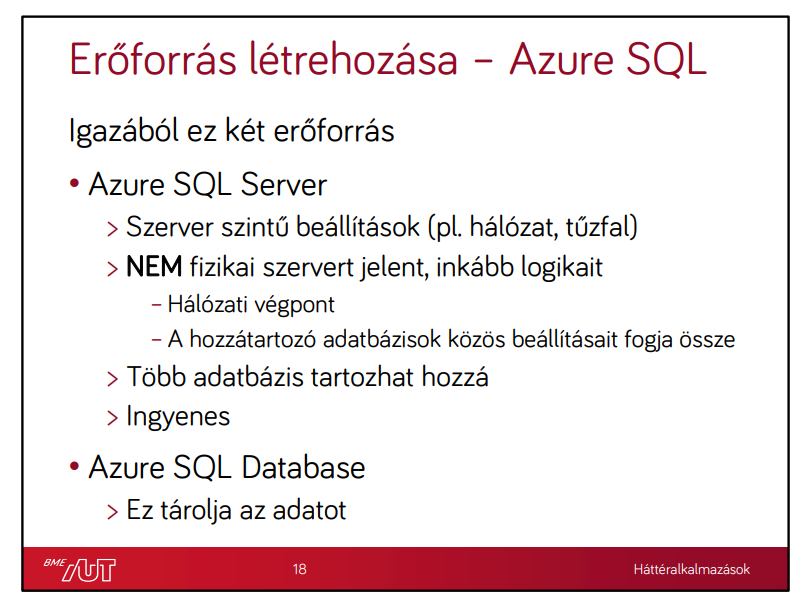 Erőforrás létrehozása – Azure SQL
Igazából ez két erőforrás
• Azure SQL Server
> Szerver szintű beállítások (pl. hálózat, tűzfal)
> NEM fizikai szervert jelent, inkább logikait
– Hálózati végpont
– A hozzátartozó adatbázisok közös beállításait fogja össze
> Több adatbázis tartozhat hozzá
> Ingyenes
• Azure SQL Database
> Ez tárolja az adatot
BME AUT
18
Háttéralkalmazások